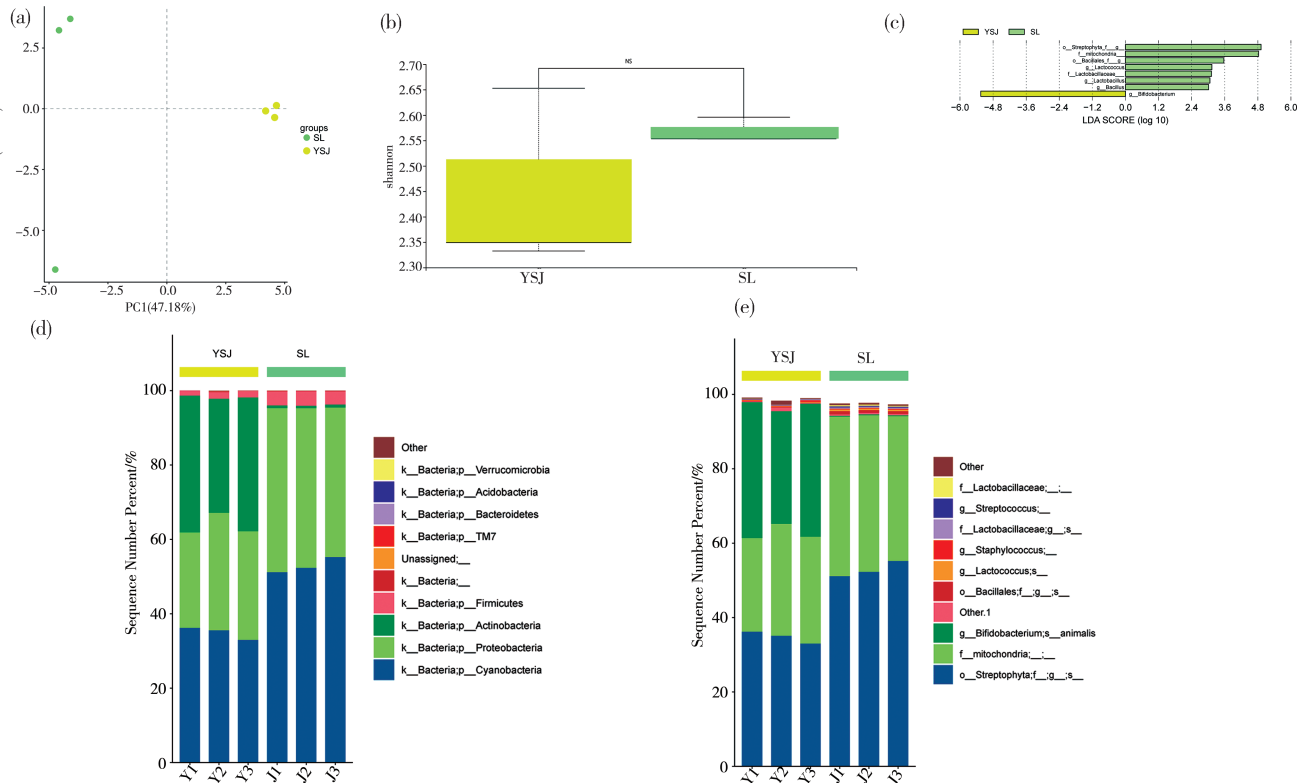 (a)
2.5
0.0
−2.5
−5.0
−5.0
−2.5
0.0
2.5
5.0
PC1(47.18%)
groups
SL
YSJ
(b)
NS
2.70
2.65
2.60
2.55
2.50
2.45
2.40
2.35
2.30
shannon
YSJ
SL
(c)
YSJ
SL
o__Streptophyta_f__g__
f__mitochondria__
o__Bacillales_f__g__
g__Lactococcus
f__Lactobacillaceae__
g__Lactobacillus
g__Bacillus
g__Bifidobacterium
−6.0 −4.8 −3.6 −2.4 −1.2 0.0 1.2 2.4 3.6 4.8 6.0
LDA SCORE (log 10)
(d)
YSJ SL
100
80
60
40
20
0
Sequence Number Percent/%
Y1 Y2 Y3 J1 J2 J3
Other
k__Bacteria;p__Verrucomicrobia
k__Bacteria;p__Acidobacteria
k__Bacteria;p__Bacteroidetes
k__Bacteria;p__TM7
Unassigned;__
k__Bacteria;__
k__Bacteria;p__Firmicutes
k__Bacteria;p__Actinobacteria
k__Bacteria;p__Proteobacteria
k__Bacteria;p__Cyanobacteria
(e)
YSJ SL
100
80
60
40
20
0
Sequence Number Percent/%
Y1 Y2 Y3 J1 J2 J3
Other
f__Lactobacillaceae;__;__
g__Streptococcus;__
f__Lactobacillaceae;g__;s__
g__Staphylococcus;__
g__Lactococcus;s__
o__Bacillales;f__;g__;s__
Other.1
g__Bifidobacterium;s__animalis
f__mitochondria;__;__
o__Streptophyta;f__;g__;s__